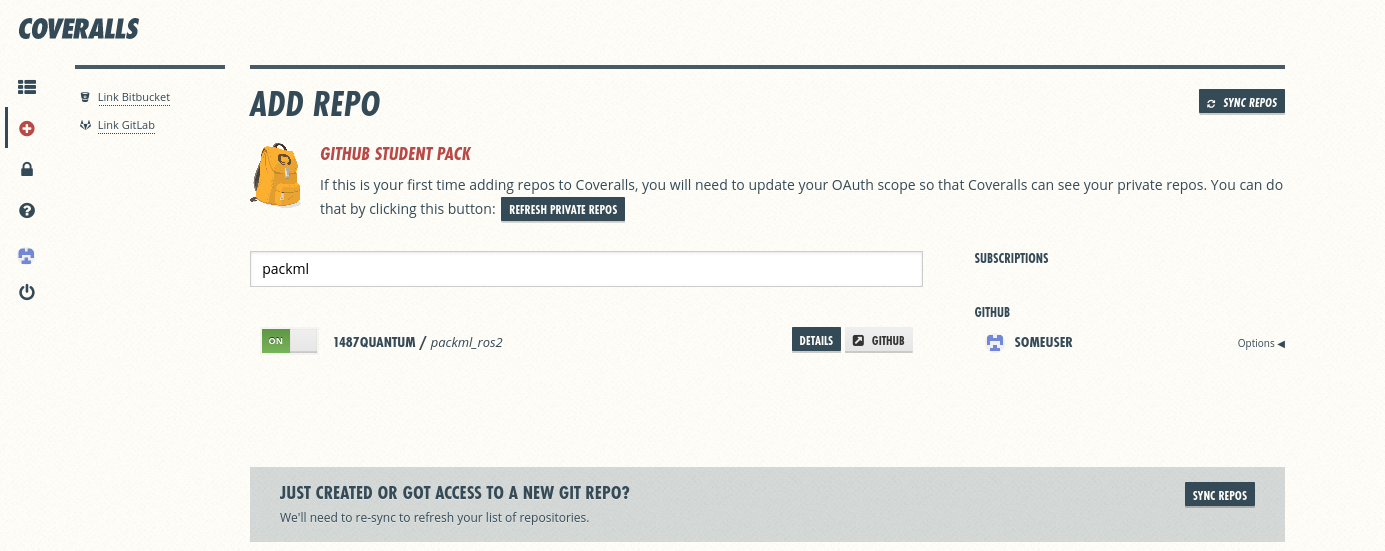 COVERALLS
Link Bitbucket
Link GitLab
ADD REPO
SYNC REPOS
GITHUB STUDENT PACK
If this is your first time adding repos to Coveralls, you will need to update your OAuth scope so that Coveralls can see your private repos. You can do
that by clicking this button: REFRESH PRIVATE REPOS
packml
SUBSCRIPTIONS
GITHUB
ON 1487QUANTUM / packml_ros2 DETAILS GITHUB
SOMEUSER Options ◀
JUST CREATED OR GOT ACCESS TO A NEW GIT REPO?
We'll need to re-sync to refresh your list of repositories.
SYNC REPOS